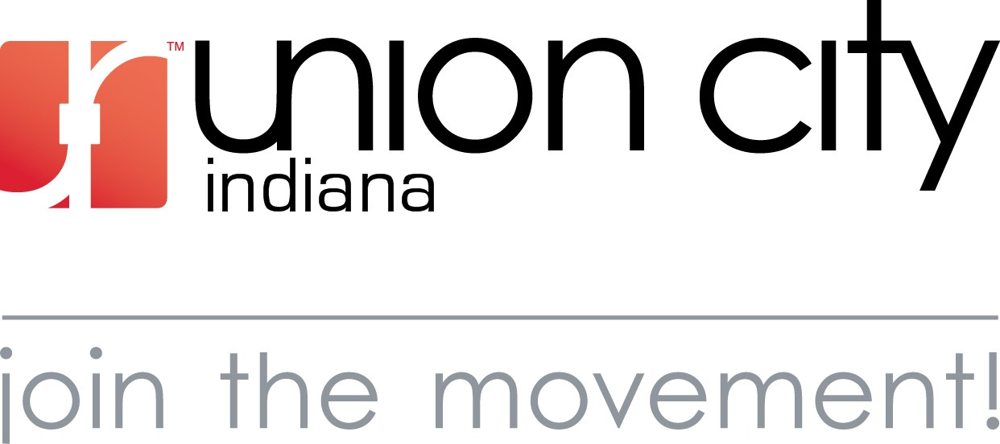 ™ union city
indiana
join the movement!